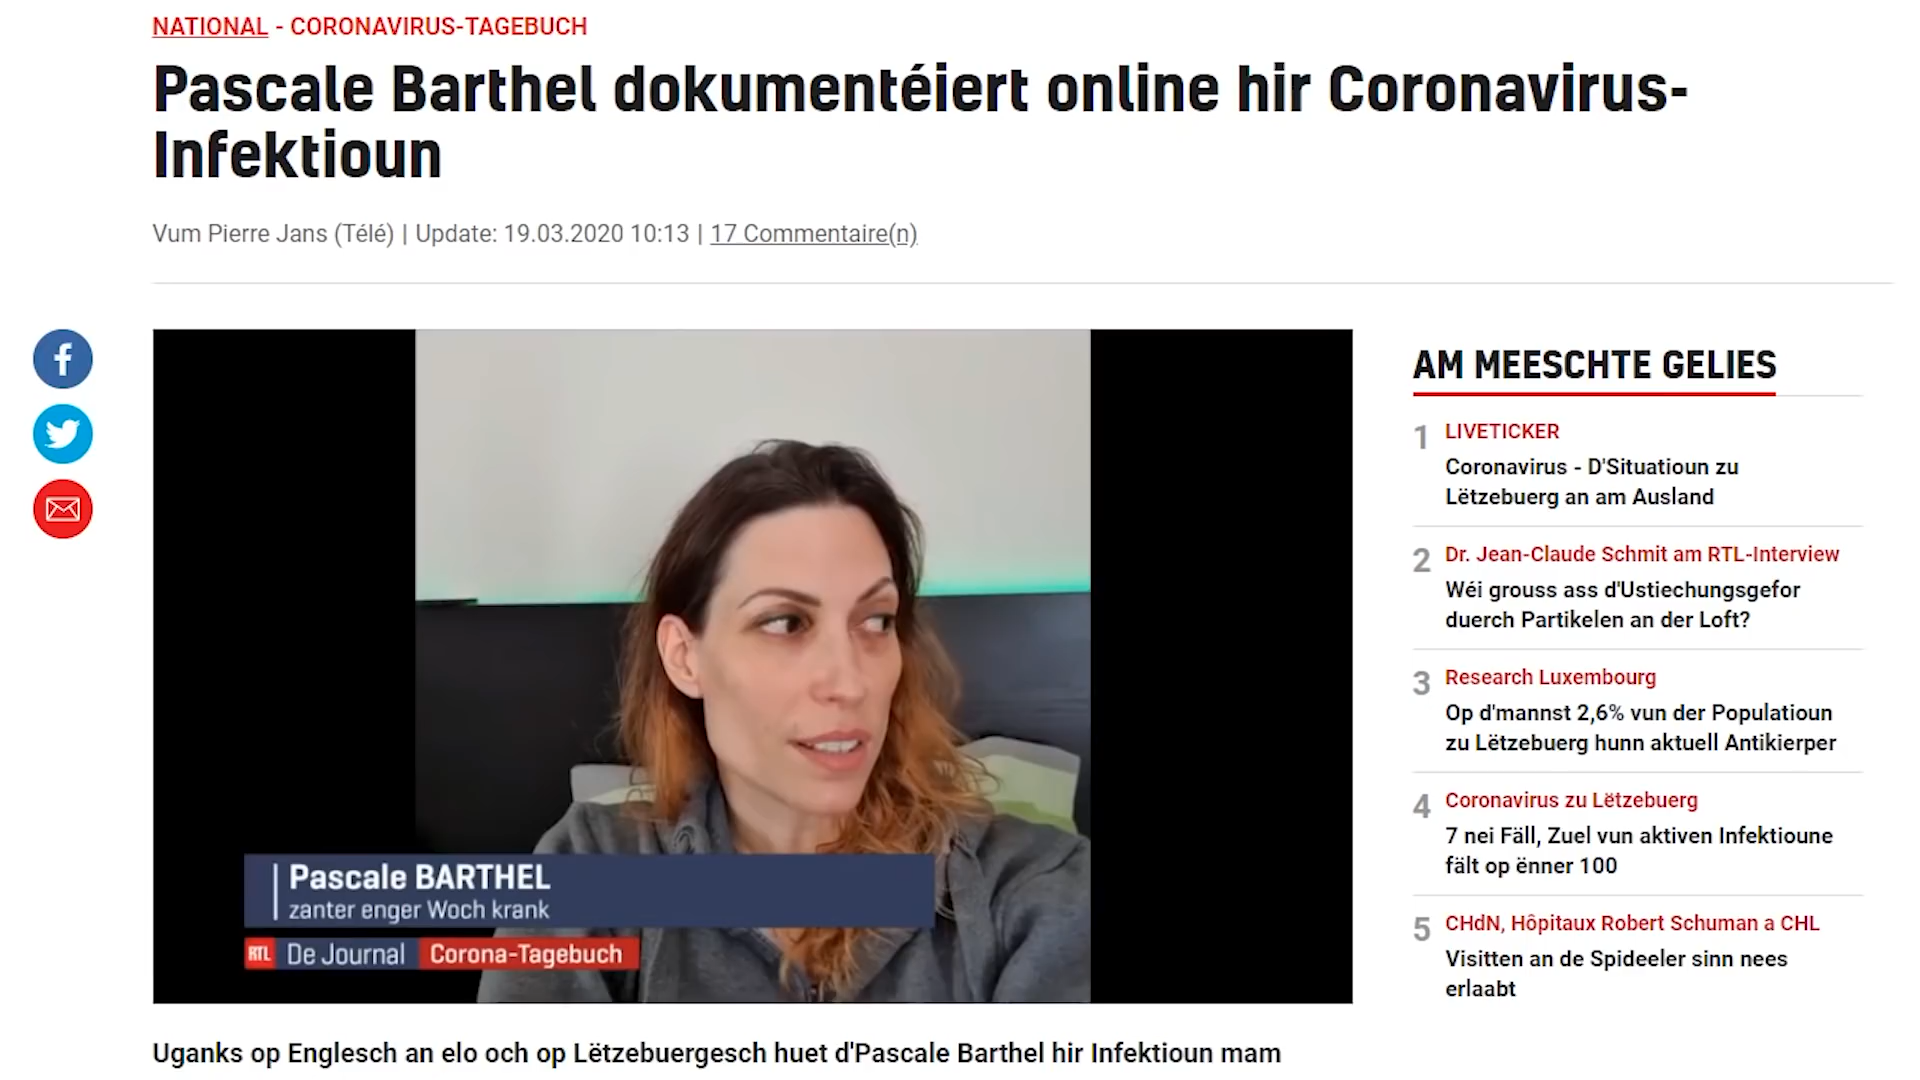 NATIONAL - CORONAVIRUS-TAGEBUCH
Pascale Barthel dokumentéiert online hir Coronavirus-
Infektioun
Vum Pierre Jans (Télé) | Update: 19.03.2020 10:13 | 17 Commentaire(n)
Pascale BARTHEL
zanter enger Woch krank
RTL De Journal Corona-Tagebuch
AM MEESCHTE GELIES
1 LIVETICKER
Coronavirus - D'Situatioun zu
Lëtzebuerg an am Ausland
2 Dr. Jean-Claude Schmit am RTL-Interview
Wéi grouss ass d'Ustiechungsgefor
duerch Partikelen an der Loft?
3 Research Luxembourg
Op d'mannst 2,6% vun der Populatioun
zu Lëtzebuerg hunn aktuell Antikierper
4 Coronavirus zu Lëtzebuerg
7 nei Fäll, Zuel vun aktiven Infektioune
fält op ënner 100
5 CHdN, Hôpitaux Robert Schuman a CHL
Visitten an de Spideeler sinn nees
erlaabt
Uganks op Englesch an elo och op Lëtzebuergesch huet d'Pascale Barthel hir Infektioun mam